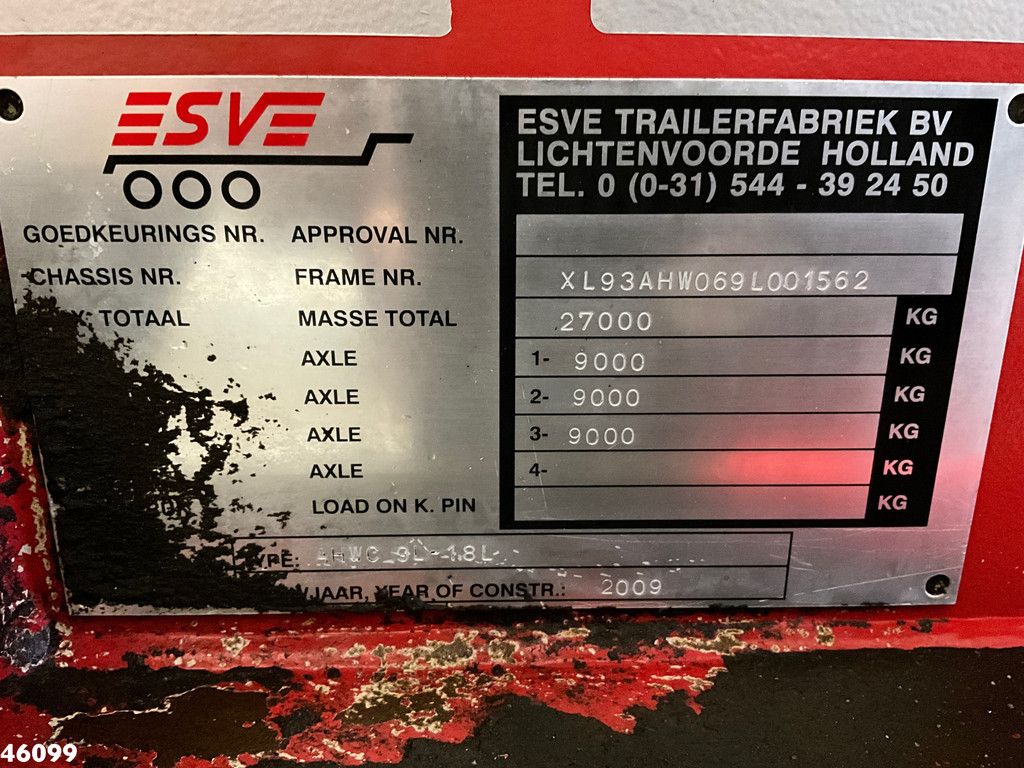 ESVE
ESVE TRAILERFABRIEK BV
LICHTENVOORDE HOLLAND
TEL. 0 (0-31) 544 - 39 24 50
GOEDKEURINGS NR. APPROVAL NR.
CHASSIS NR. FRAME NR. XL93AHW069L001562
TOTAAL MASSE TOTAL 27000 KG
AXLE 1- 9000 KG
AXLE 2- 9000 KG
AXLE 3- 9000 KG
AXLE 4- KG
LOAD ON K. PIN KG
9L-18L
YEAR OF CONSTR.: 2009
46099